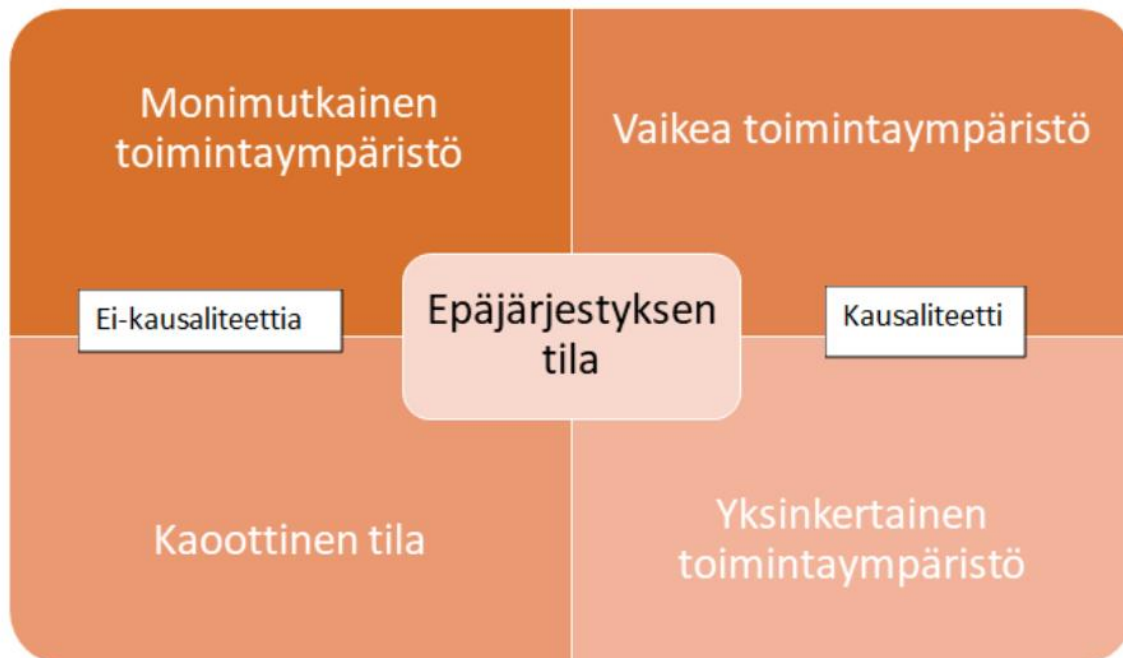 Monimutkainen
toimintaympäristö
Vaikea toimintaympäristö
Ei-kausaliteettia
Epäjärjestyksen
tila
Kausaliteetti
Kaoottinen tila
Yksinkertainen
toimintaympäristö